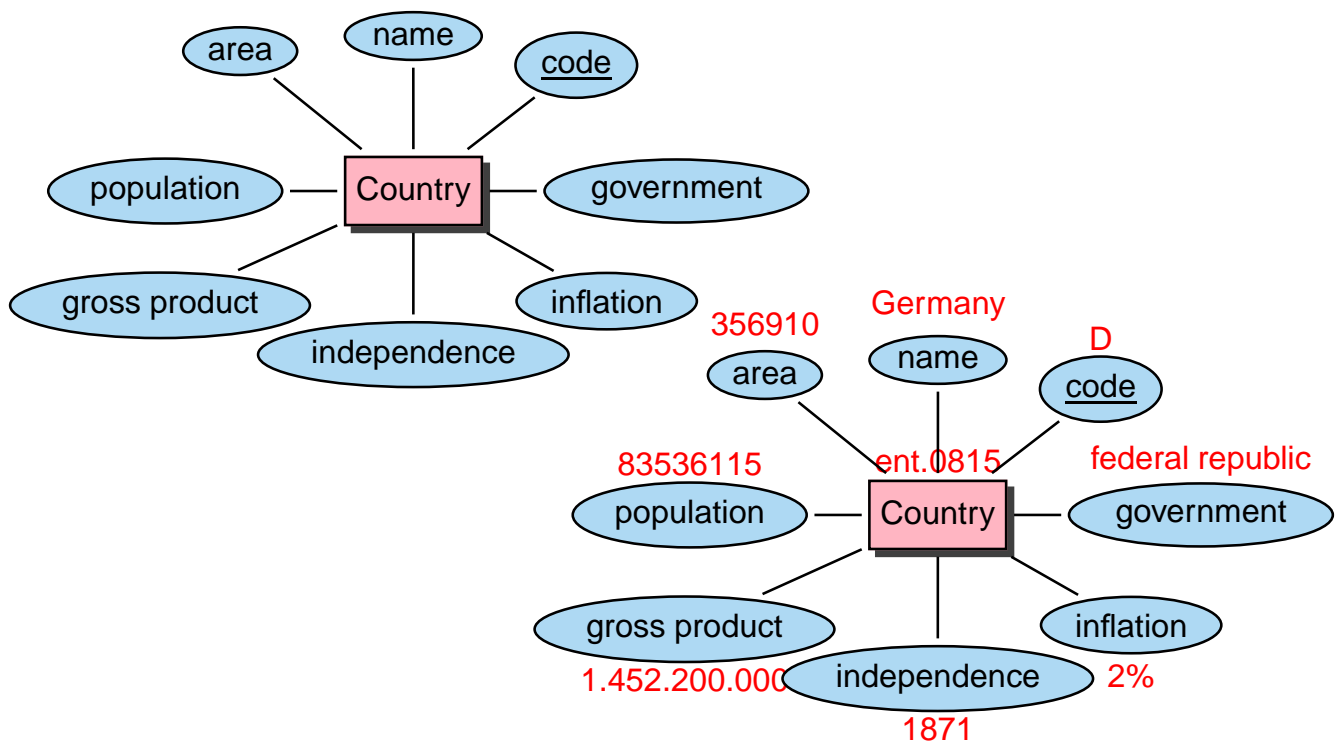 name
area
code
population
Country
government
gross product
inflation
independence
Germany
356910
D
name
area
code
83536115
ent.0815
federal republic
population
Country
government
gross product
inflation
1.452.200.000
independence
2%
1871